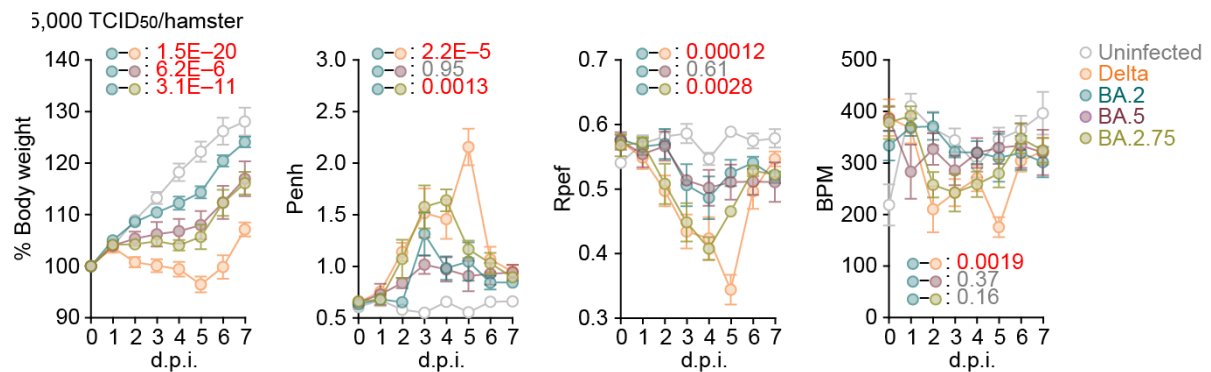 5,000 TCID50/hamster
% Body weight
140
130
120
110
100
90
: 1.5E–20
: 6.2E–6
: 3.1E–11
0 1 2 3 4 5 6 7
d.p.i.
Penh
3.0
2.5
2.0
1.5
1.0
0.5
: 2.2E–5
: 0.95
: 0.0013
0 1 2 3 4 5 6 7
d.p.i.
Rpef
0.7
0.6
0.5
0.4
0.3
: 0.00012
: 0.61
: 0.0028
0 1 2 3 4 5 6 7
d.p.i.
BPM
500
400
300
200
100
0
: 0.0019
: 0.37
: 0.16
0 1 2 3 4 5 6 7
d.p.i.
Uninfected
Delta
BA.2
BA.5
BA.2.75